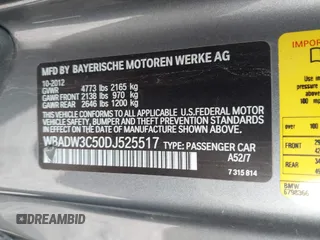 MFD BY BAYERISCHE MOTOREN WERKE AG
10-2012
GVWR 4773 lbs 2165 kg
GAWR FRONT 2138 lbs 970 kg
GAWR REAR 2646 lbs 1200 kg
THIS VEHICLE CONFORMS TO ALL APPLICABLE
U.S.FEDERAL MOTOR
VEHICLE SAFETY, BUMPER, AND THEFT
PREVENTION STANDARDS IN EFFECT ON THE
DATE OF MANUFACTURE SHOWN ABOVE.
WBADW3C50DJ525517 TYPE: PASSENGER CAR
A52/7
7 315 814
100
BMW